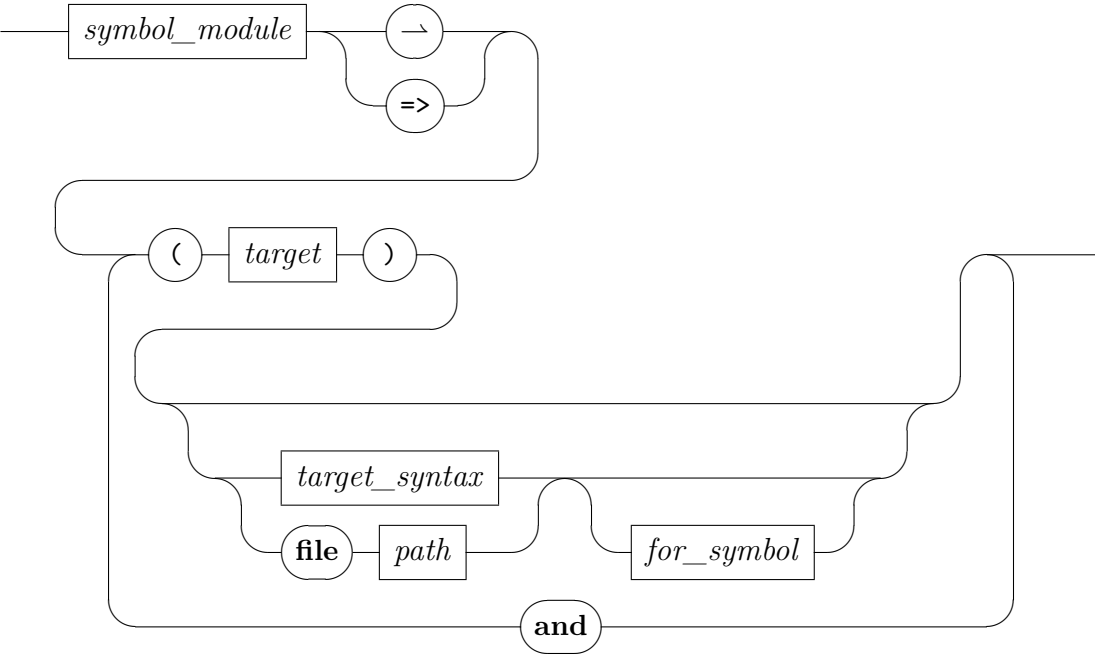 symbol_module ⇀
=>
( target )
target_syntax
file path for_symbol
and